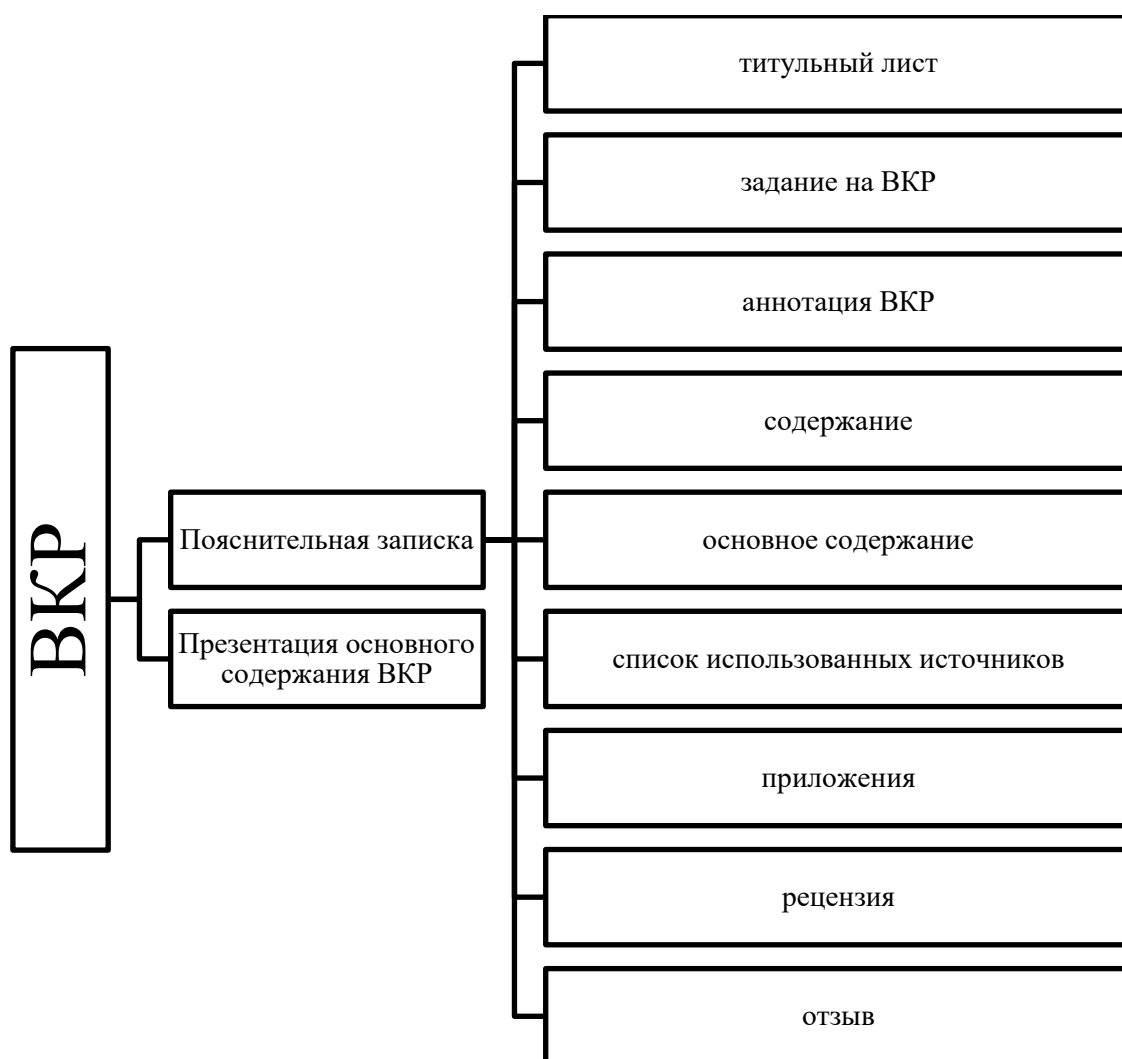 ВКР
Пояснительная записка
Презентация основного
содержания ВКР
титульный лист
задание на ВКР
аннотация ВКР
содержание
основное содержание
список использованных источников
приложения
рецензия
отзыв